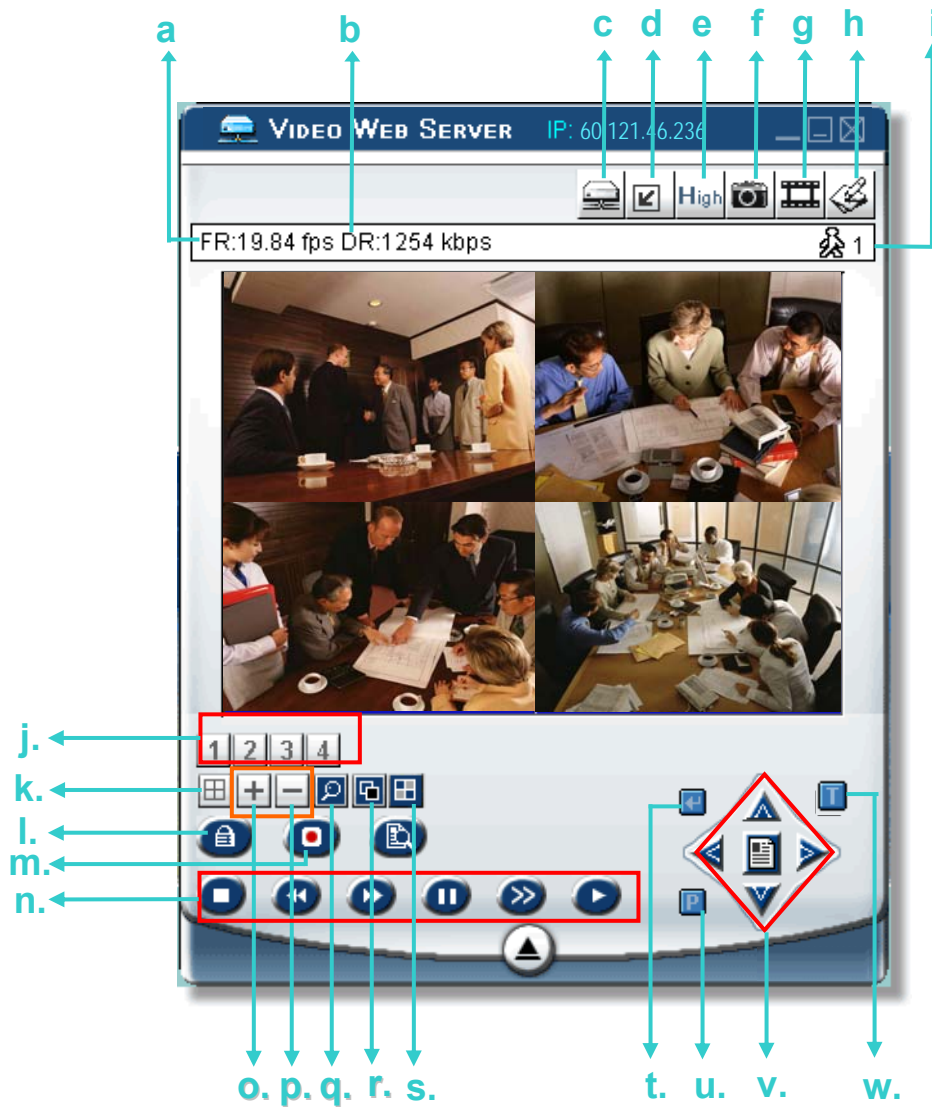 a b c d e f g h i
VIDEO WEB SERVER IP: 60.121.46.236
High
FR:19.84 fps DR:1254 kbps 1
j.
1 2 3 4
k.
l.
T
m.
n.
P
o. p. q. r. s. t. u. v. w.